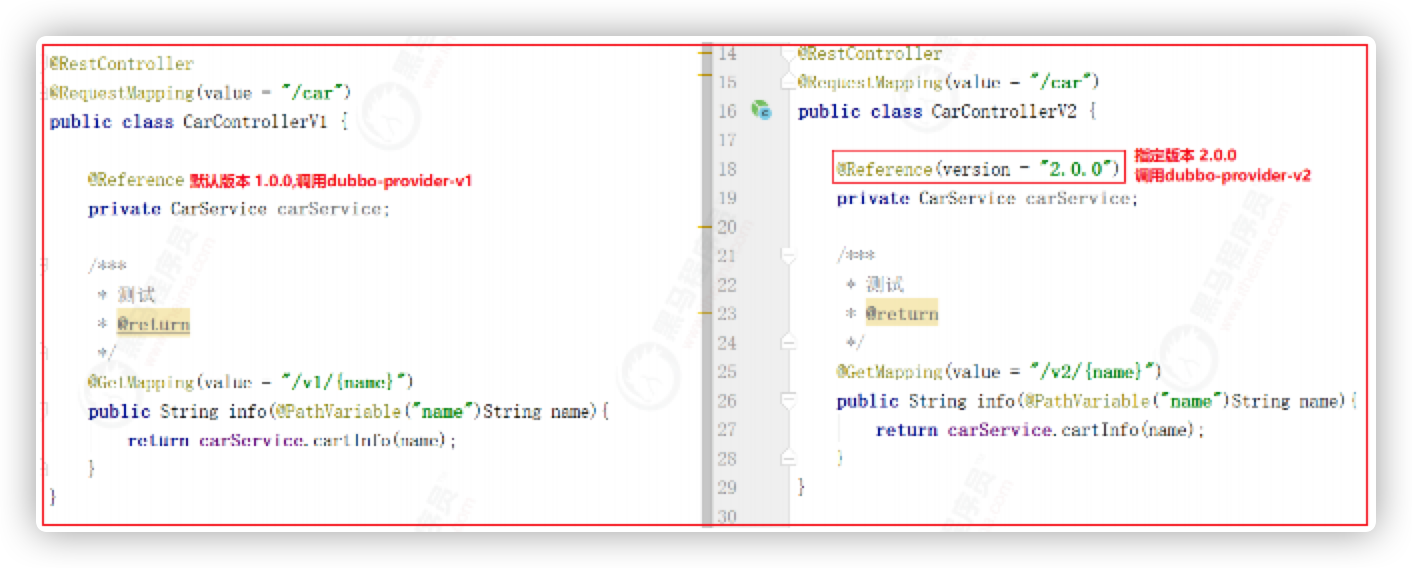 @RestController
@RequestMapping(value = "/car")
public class CarControllerV1 {
@Reference 默认版本 1.0.0,调用dubbo-provider-v1
private CarService carService;
/***
* 测试
* @return
*/
@GetMapping(value = "/v1/{name}")
public String info(@PathVariable("name")String name){
return carService.cartInfo(name);
}
}
14 @RestController
15 @RequestMapping(value = "/car")
16 public class CarControllerV2 {
17
18 @Reference(version = "2.0.0") 指定版本 2.0.0
调用dubbo-provider-v2
19 private CarService carService;
20
21 /***
22 * 测试
23 * @return
24 */
25 @GetMapping(value = "/v2/{name}")
26 public String info(@PathVariable("name")String name){
27 return carService.cartInfo(name);
28 }
29 }
30
黑马程序员